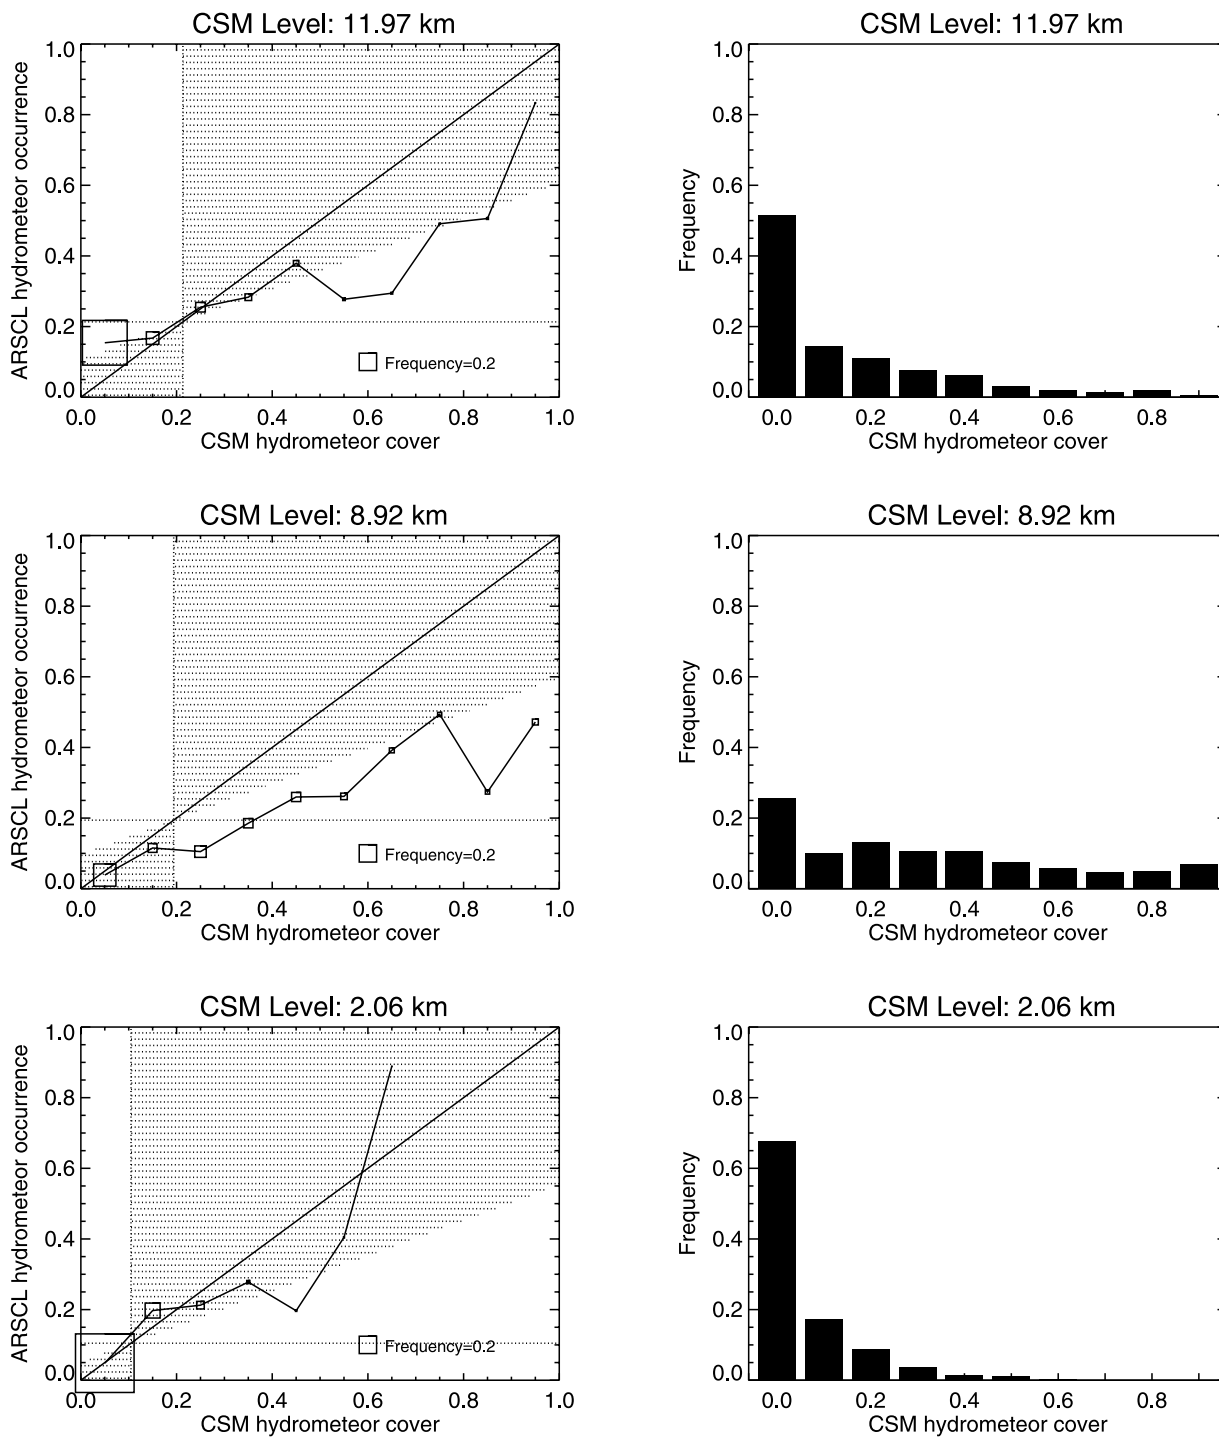 CSM Level: 11.97 km
ARSCL hydrometeor occurrence
1.0
0.8
0.6
0.4
0.2
0.0
Frequency=0.2
0.0 0.2 0.4 0.6 0.8 1.0
CSM hydrometeor cover
CSM Level: 11.97 km
Frequency
1.0
0.8
0.6
0.4
0.2
0.0
0.0 0.2 0.4 0.6 0.8
CSM hydrometeor cover
CSM Level: 8.92 km
ARSCL hydrometeor occurrence
1.0
0.8
0.6
0.4
0.2
0.0
Frequency=0.2
0.0 0.2 0.4 0.6 0.8 1.0
CSM hydrometeor cover
CSM Level: 8.92 km
Frequency
1.0
0.8
0.6
0.4
0.2
0.0
0.0 0.2 0.4 0.6 0.8
CSM hydrometeor cover
CSM Level: 2.06 km
ARSCL hydrometeor occurrence
1.0
0.8
0.6
0.4
0.2
0.0
Frequency=0.2
0.0 0.2 0.4 0.6 0.8 1.0
CSM hydrometeor cover
CSM Level: 2.06 km
Frequency
1.0
0.8
0.6
0.4
0.2
0.0
0.0 0.2 0.4 0.6 0.8
CSM hydrometeor cover